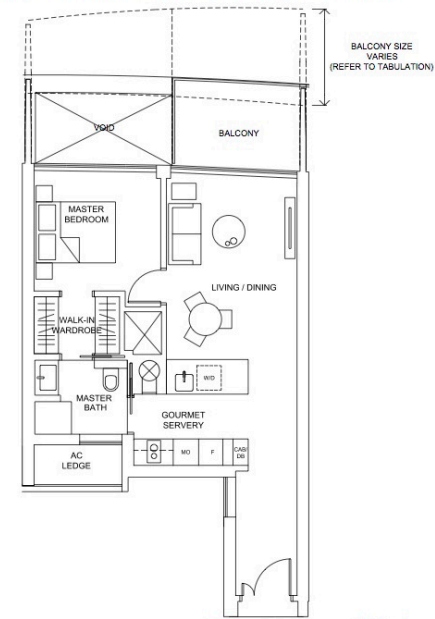 BALCONY SIZE
VARIES
(REFER TO TABULATION)
VOID
BALCONY
MASTER
BEDROOM
LIVING / DINING
WALK-IN
WARDROBE
W/D
MASTER
BATH
GOURMET
SERVERY
AC
LEDGE
MO
F
CAB/
DB